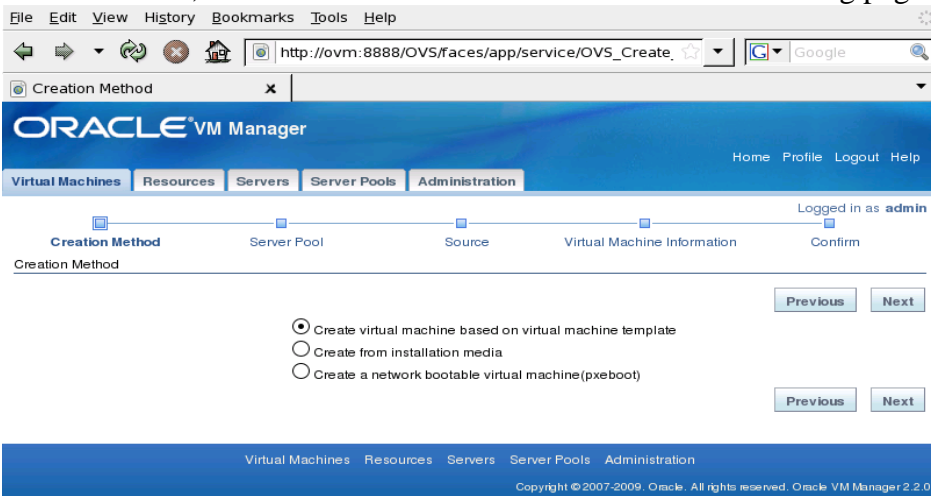 File Edit View History Bookmarks Tools Help
http://ovm:8888/OVS/faces/app/service/OVS_Create_
G Google
Creation Method
ORACLE VM Manager
Home Profile Logout Help
Virtual Machines Resources Servers Server Pools Administration
Logged in as admin
Creation Method Server Pool Source Virtual Machine Information Confirm
Creation Method
Previous Next
Create virtual machine based on virtual machine template
Create from installation media
Create a network bootable virtual machine(pxeboot)
Previous Next
Virtual Machines Resources Servers Server Pools Administration
Copyright © 2007-2009. Oracle. All rights reserved. Oracle VM Manager 2.2.0